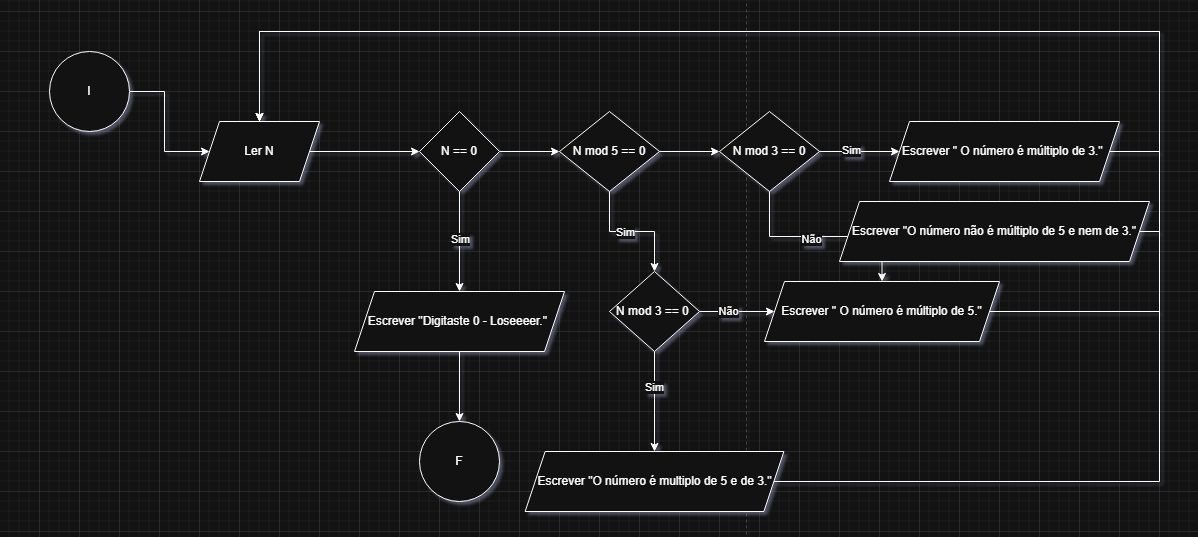 I
Ler N
N == 0
N mod 5 == 0
N mod 3 == 0
Sim
Escrever " O número é múltiplo de 3."
Não
Escrever "O número não é múltiplo de 5 e nem de 3."
Sim
Sim
Escrever "Digitaste 0 - Loseeeer."
N mod 3 == 0
Não
Escrever " O número é múltiplo de 5."
Sim
F
Escrever "O número é multiplo de 5 e de 3."